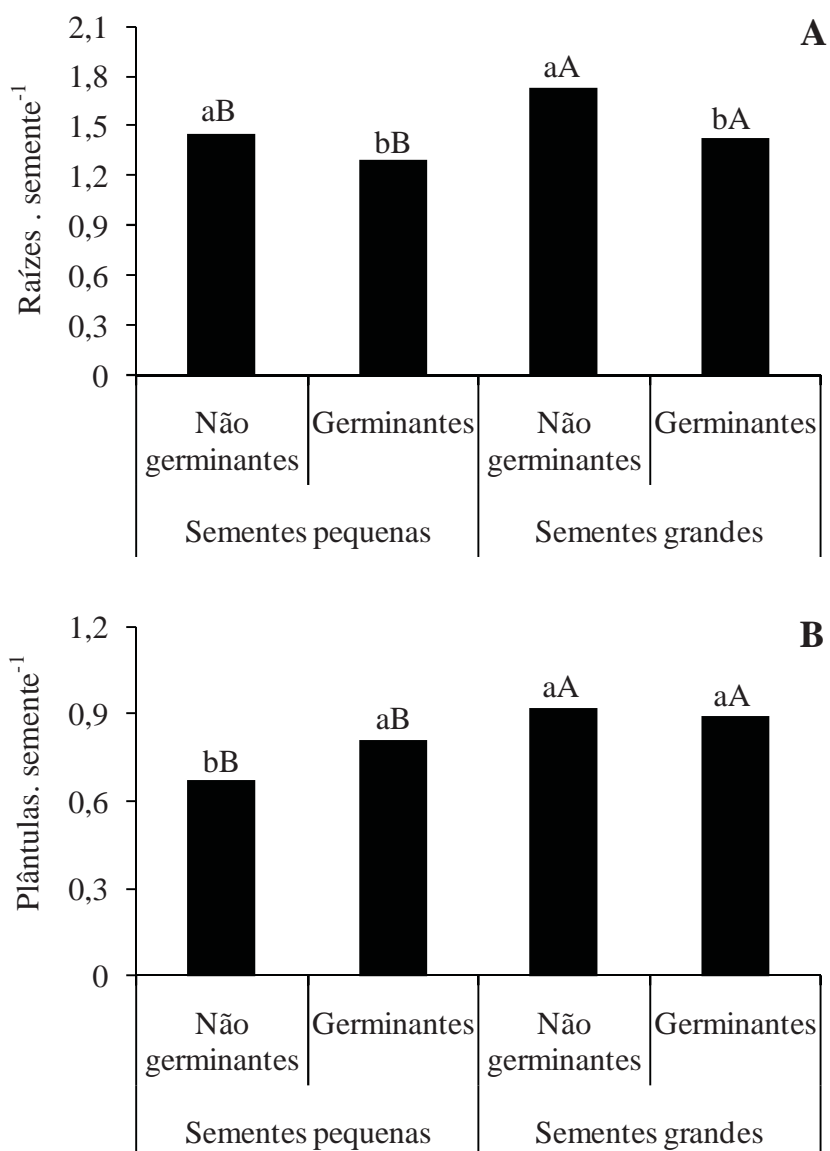 A
Raízes . semente-1
2,1
1,8
1,5
1,2
0,9
0,6
0,3
0
aB
bB
aA
bA
Não
germinantes
Germinantes
Não
germinantes
Germinantes
Sementes pequenas
Sementes grandes
B
Plântulas. semente-1
1,2
0,9
0,6
0,3
0
bB
aB
aA
aA
Não
germinantes
Germinantes
Não
germinantes
Germinantes
Sementes pequenas
Sementes grandes